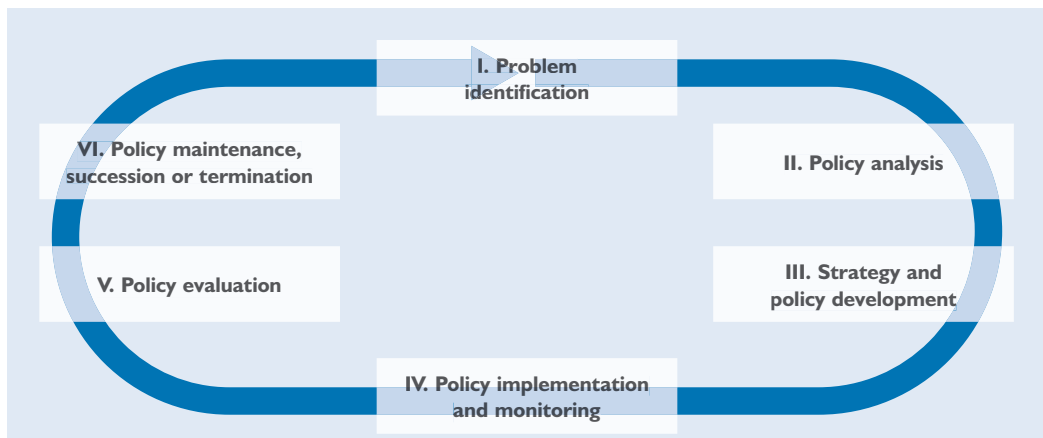 I. Problem
identification
II. Policy analysis
III. Strategy and
policy development
IV. Policy implementation
and monitoring
V. Policy evaluation
VI. Policy maintenance,
succession or termination